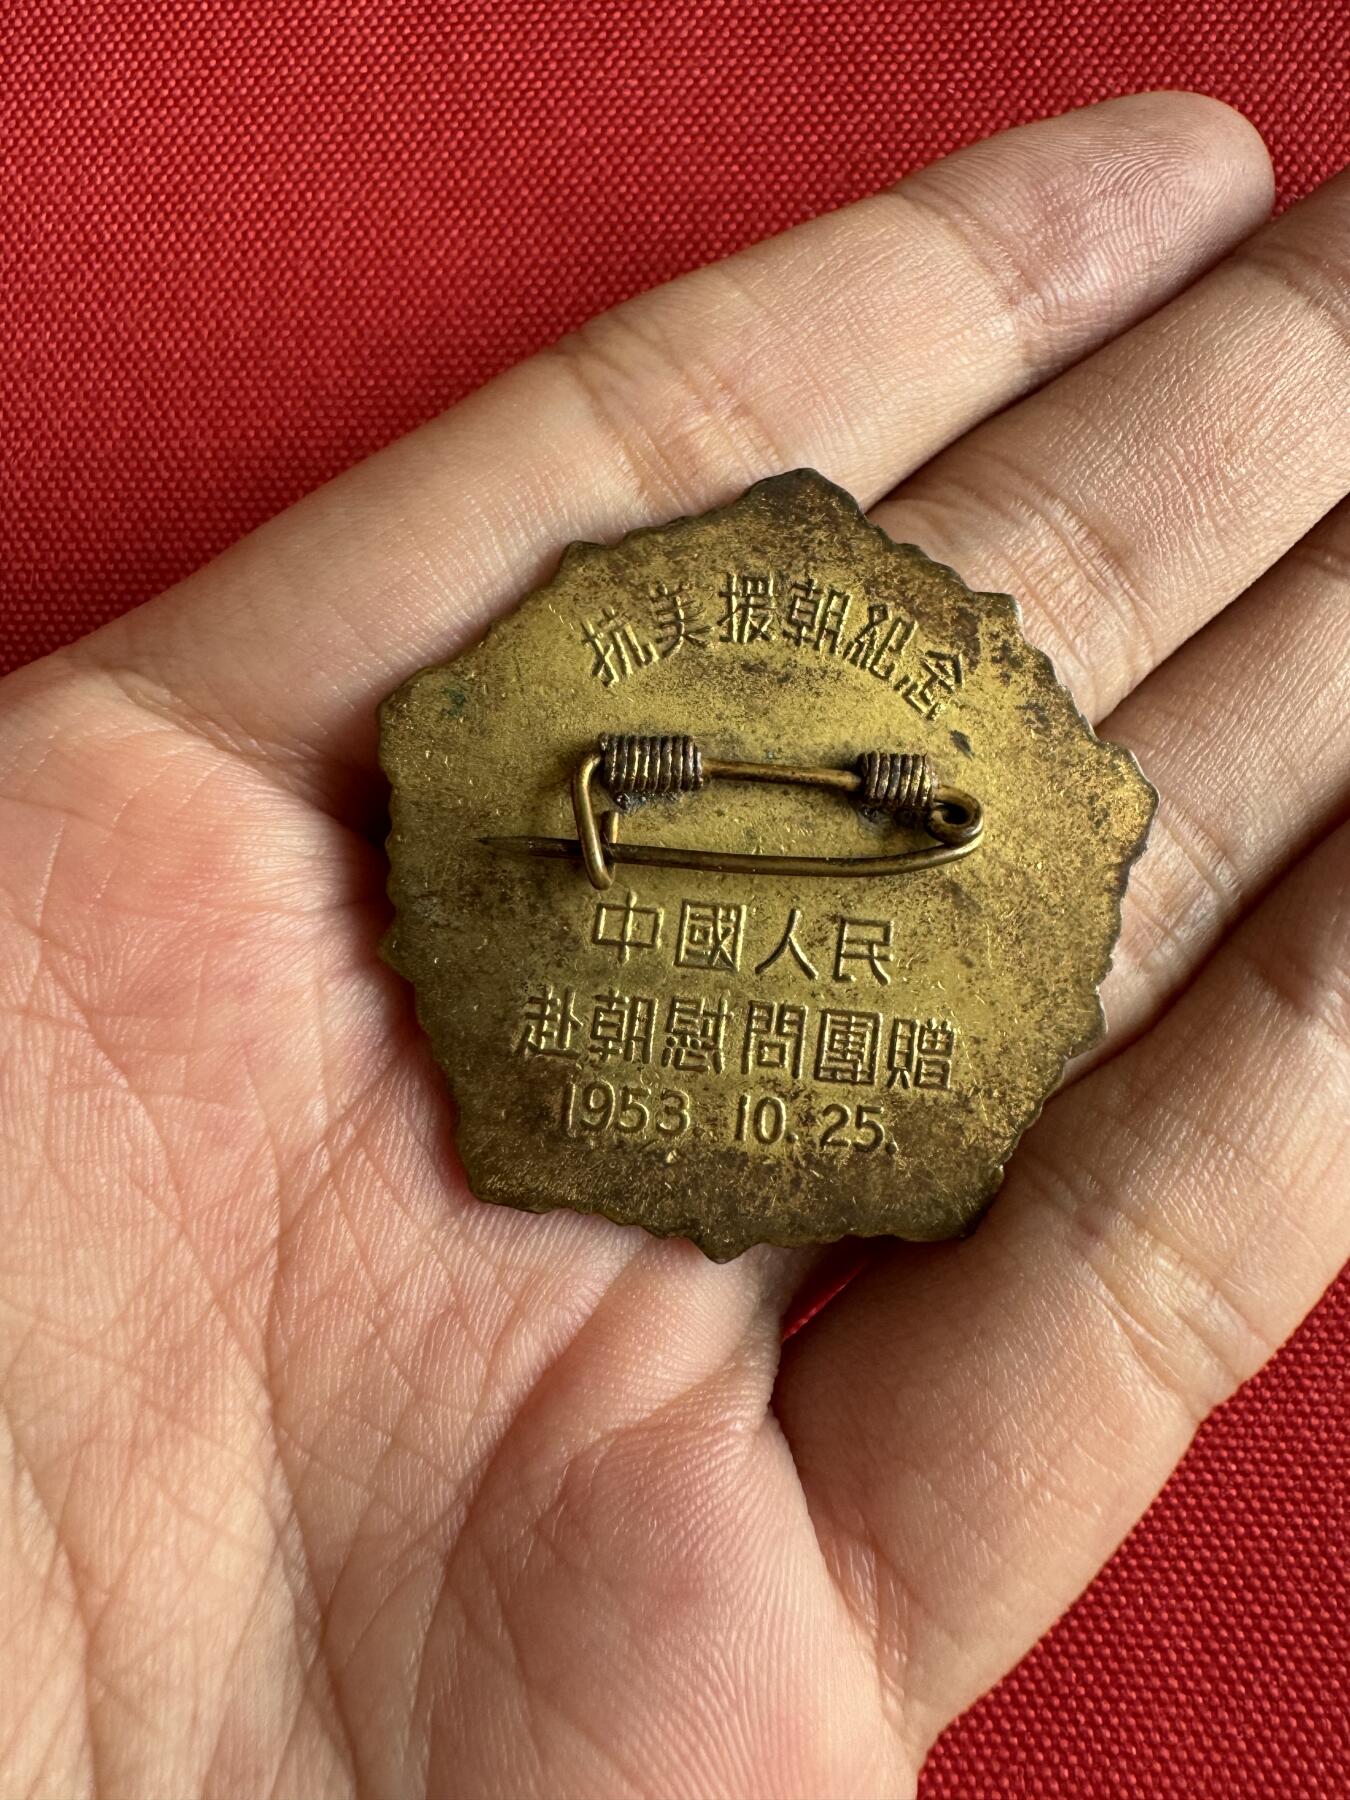 抗美援朝紀念
中國人民
赴朝慰問團贈
1953. 10. 25.